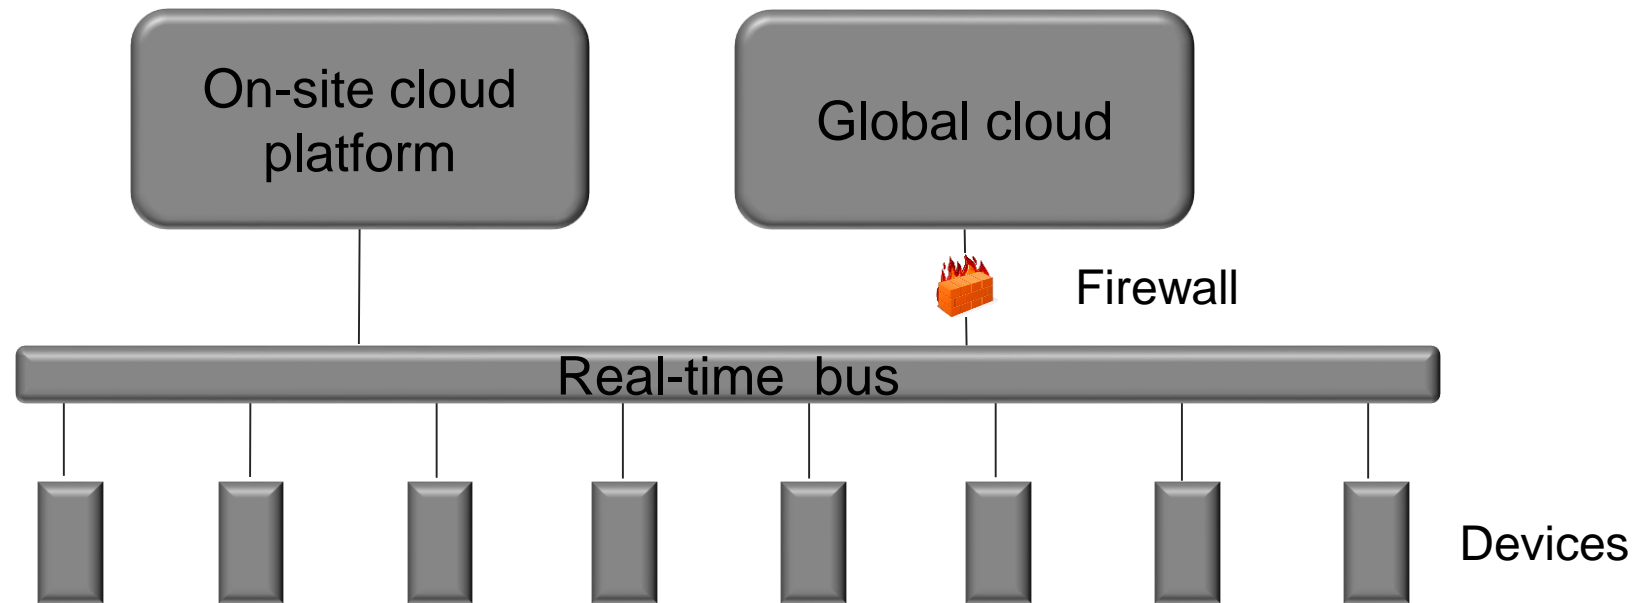 On-site cloud
platform
Global cloud
Firewall
Real-time bus
Devices